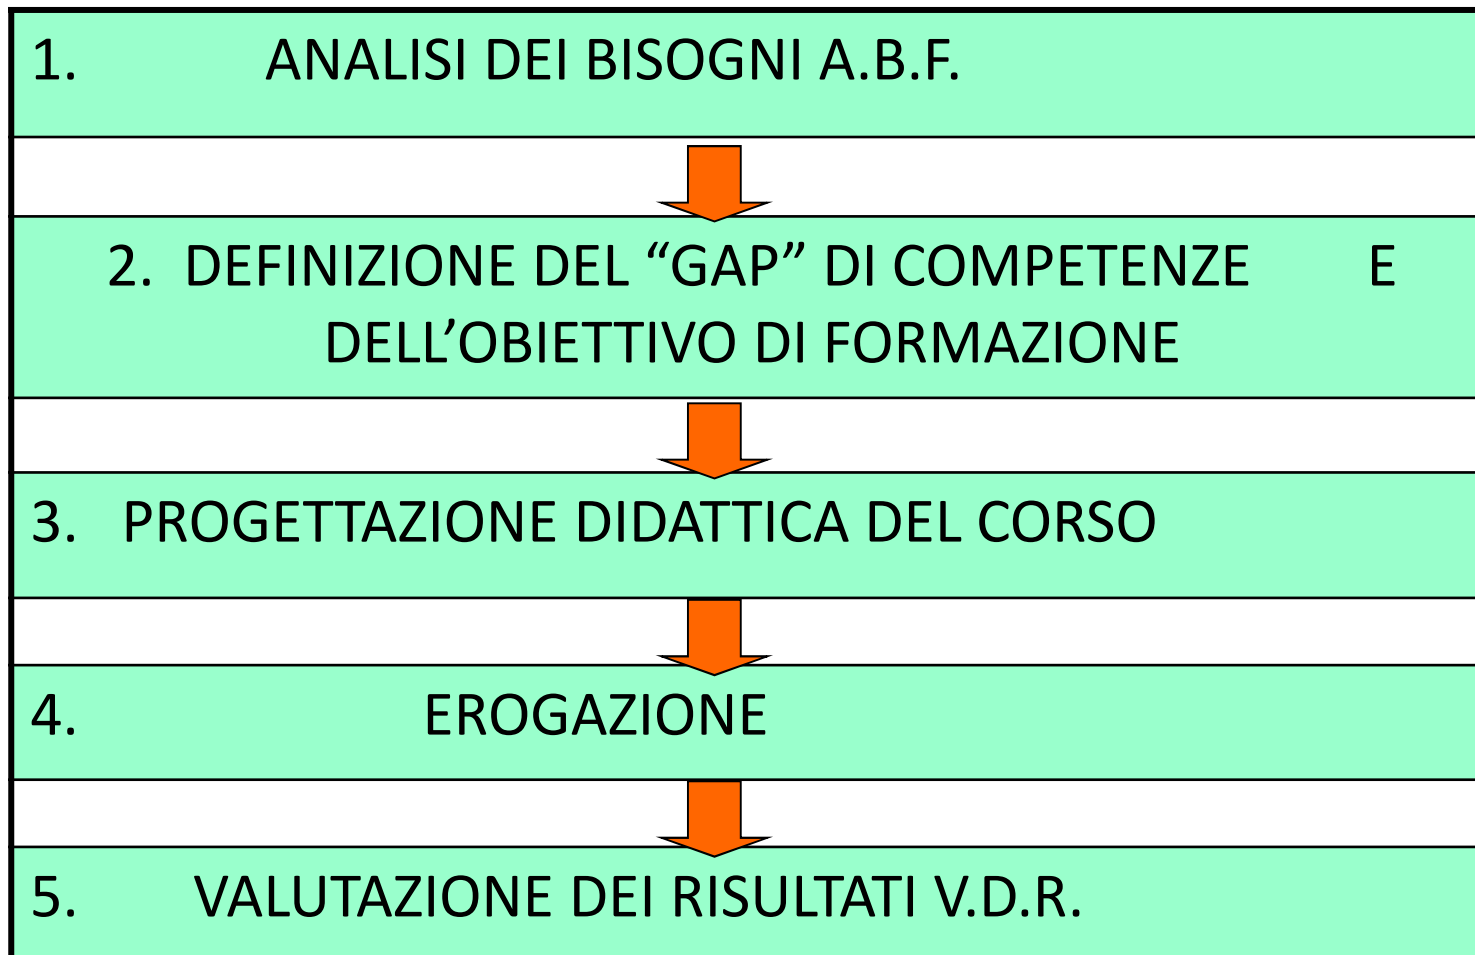 1. ANALISI DEI BISOGNI A.B.F.
2. DEFINIZIONE DEL “GAP” DI COMPETENZE E
DELL’OBIETTIVO DI FORMAZIONE
3. PROGETTAZIONE DIDATTICA DEL CORSO
4. EROGAZIONE
5. VALUTAZIONE DEI RISULTATI V.D.R.